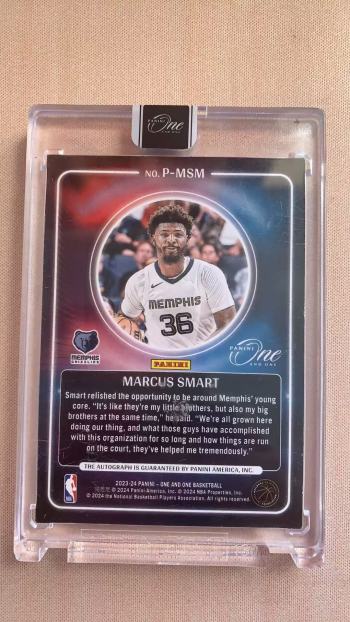 PANINI One
NO. P-MSM
MEMPHIS
36
MEMPHIS
GRIZZLIES
PANINI
PANINI One
AND ONE
MARCUS SMART
Smart relished the opportunity to be around Memphis' young
core. "It's like they're my little brothers, but also my big
brothers at the same time," he said. "We're all grown here
doing our thing, and what those guys have accomplished
with this organization for so long and how things are run
on the court, they've helped me tremendously."
THE AUTOGRAPH IS GUARANTEED BY PANINI AMERICA, INC.
2023-24 PANINI – ONE AND ONE BASKETBALL
© 2024 Panini America, Inc. © 2024 NBA Properties, Inc.
© 2024 the National Basketball Players Association. All rights reserved.